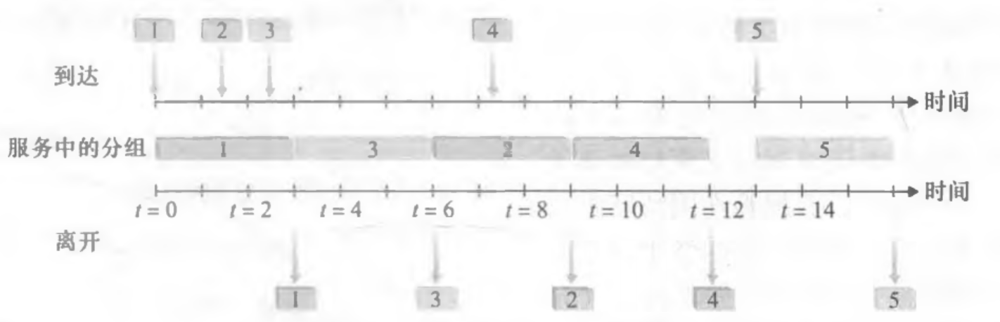 1 2 3 4 5
到达
时间
服务中的分组 1 3 2 4 5
时间
t = 0 t = 2 t = 4 t = 6 t = 8 t = 10 t = 12 t = 14
离开
1 3 2 4 5